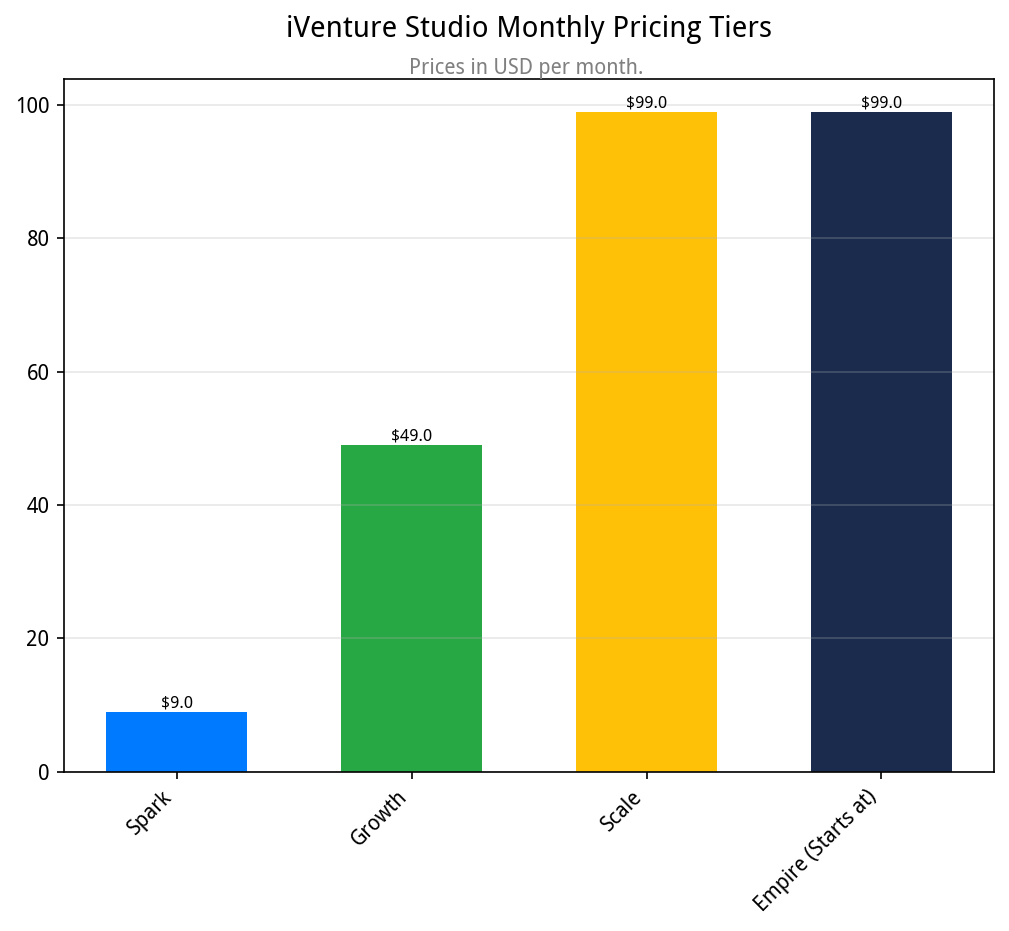 iVenture Studio Monthly Pricing Tiers
Prices in USD per month.
100
80
60
40
20
0
$9.0
$49.0
$99.0
$99.0
Spark
Growth
Scale
Empire (Starts at)